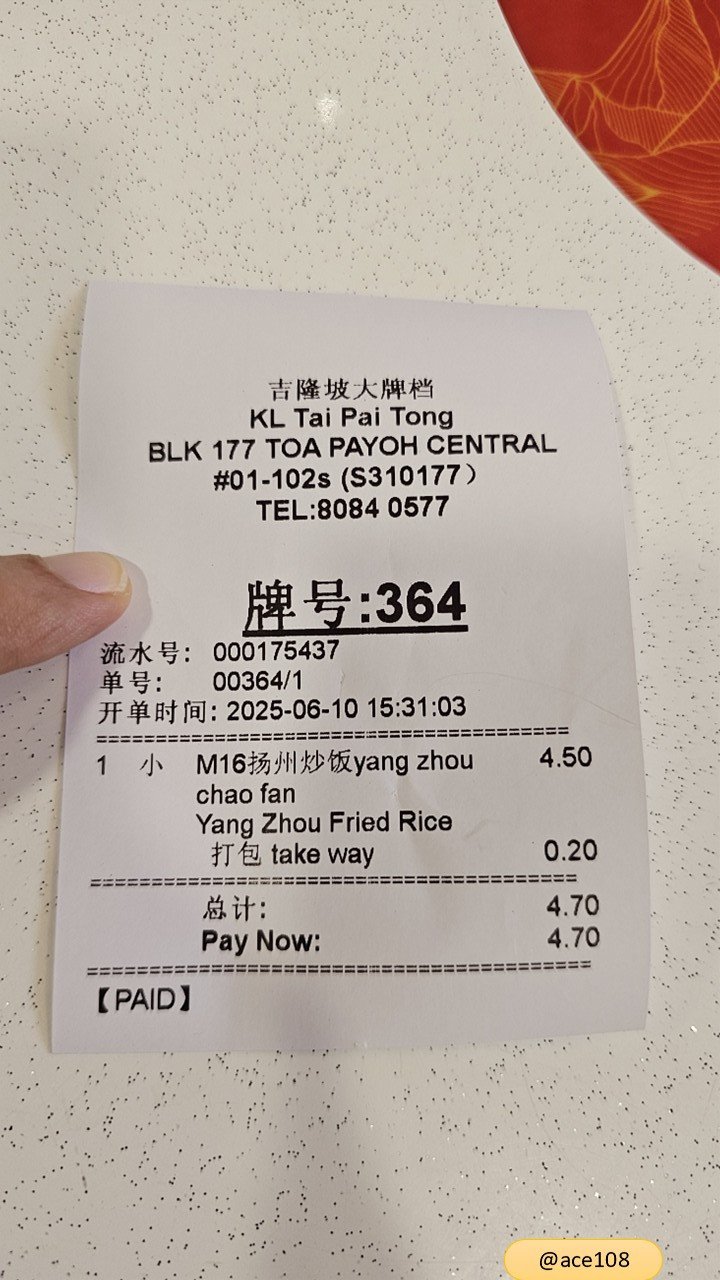 吉隆坡大牌档
KL Tai Pai Tong
BLK 177 TOA PAYOH CENTRAL
#01-102s (S310177）
TEL:8084 0577
牌号:364
流水号: 000175437
单号: 00364/1
开单时间: 2025-06-10 15:31:03
==========================================
1 小 M16扬州炒饭yang zhou 4.50
chao fan
Yang Zhou Fried Rice
打包 take way 0.20
==========================================
总计: 4.70
Pay Now: 4.70
==========================================
【PAID】
@ace108